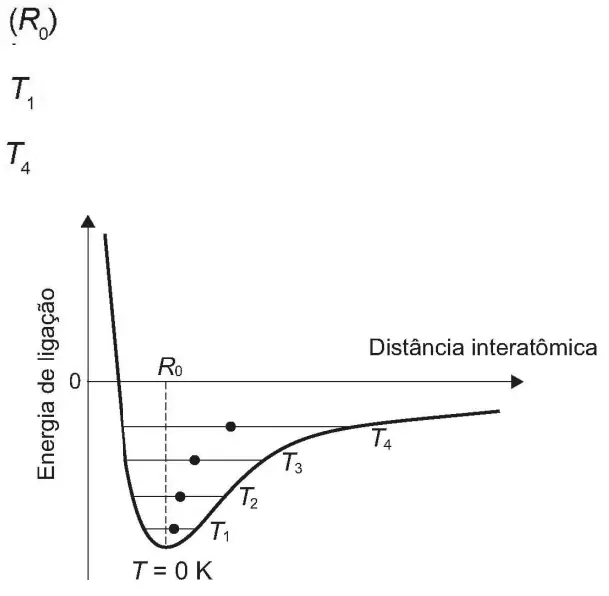 (R₀)
T₁
T₄
Energia de ligação
Distância interatômica
R₀
0
T₄
T₃
T₂
T₁
T = 0 K